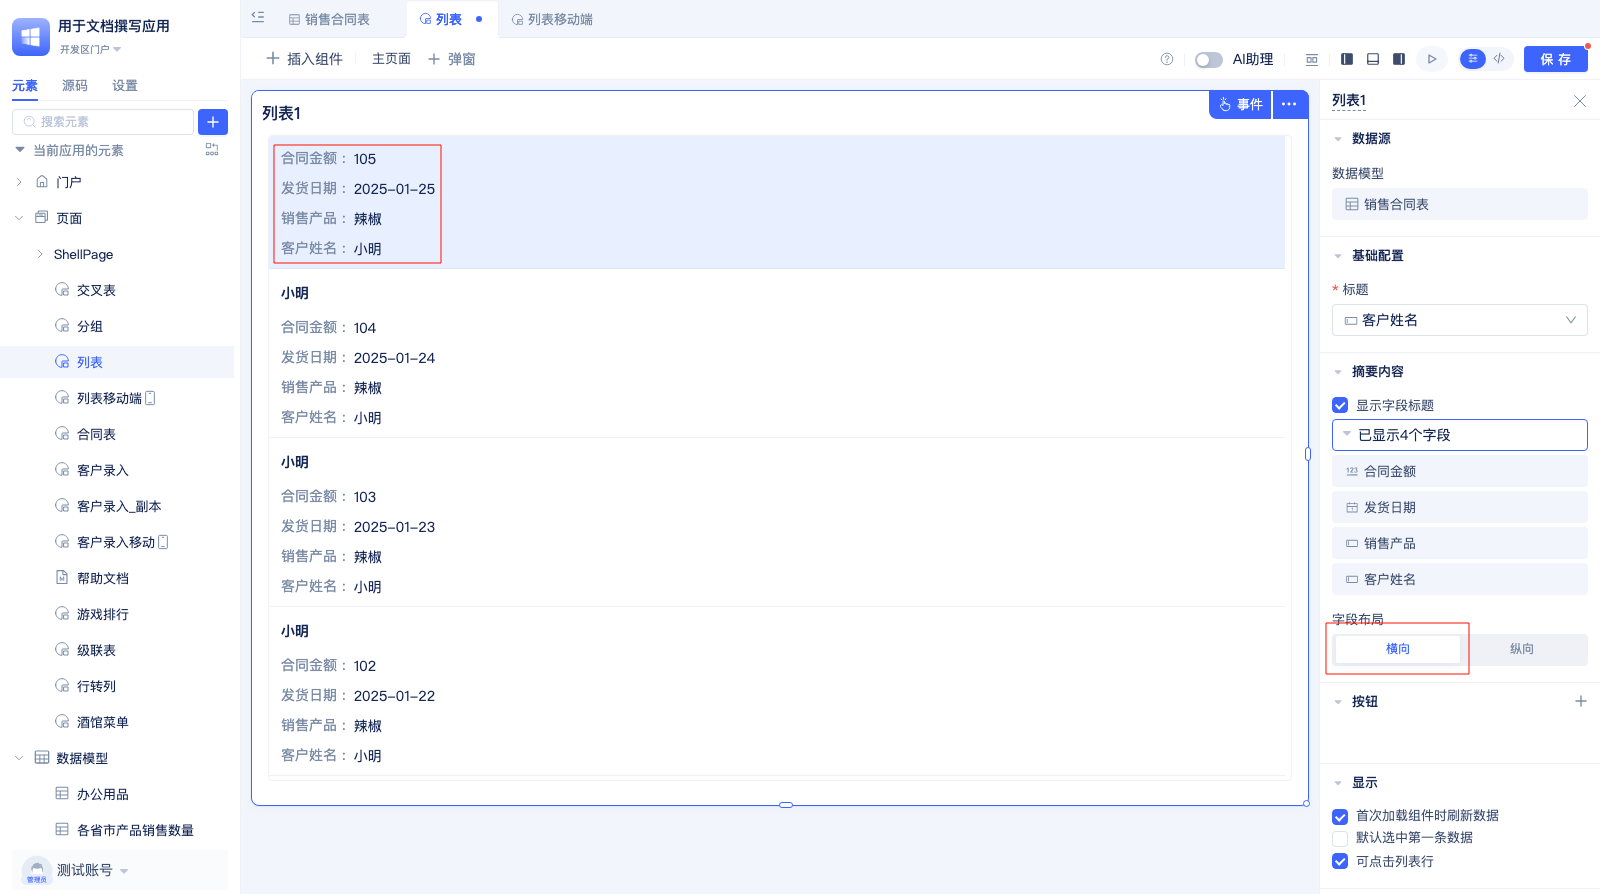 用于文档撰写应用
开发区门户
元素 源码 设置
搜索元素
当前应用的元素
门户
页面
ShellPage
交叉表
分组
列表
列表移动端
合同表
客户录入
客户录入_副本
客户录入移动
帮助文档
游戏排行
级联表
行转列
酒馆菜单
数据模型
办公用品
各省市产品销售数量
测试账号
管理员
销售合同表 列表 列表移动端
插入组件 主页面 弹窗
AI助理
保存
列表1
事件
合同金额： 105
发货日期： 2025-01-25
销售产品： 辣椒
客户姓名： 小明
小明
合同金额： 104
发货日期： 2025-01-24
销售产品： 辣椒
客户姓名： 小明
小明
合同金额： 103
发货日期： 2025-01-23
销售产品： 辣椒
客户姓名： 小明
小明
合同金额： 102
发货日期： 2025-01-22
销售产品： 辣椒
客户姓名： 小明
列表1
数据源
数据模型
销售合同表
基础配置
* 标题
客户姓名
摘要内容
显示字段标题
已显示4个字段
123 合同金额
发货日期
销售产品
客户姓名
字段布局
横向 纵向
按钮
显示
首次加载组件时刷新数据
默认选中第一条数据
可点击列表行